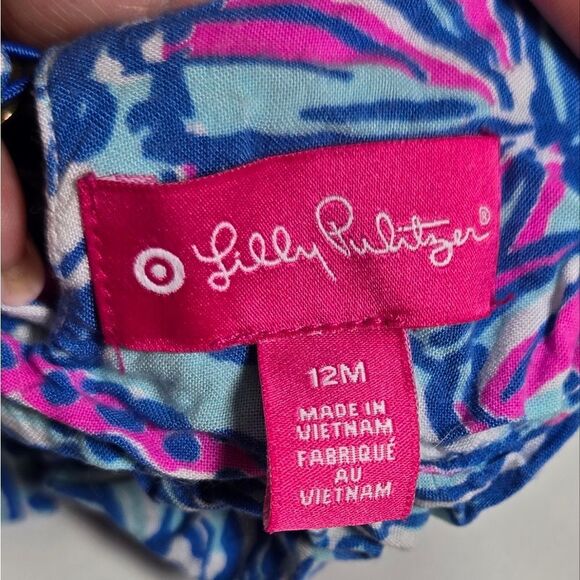 Lilly Pulitzer®
12M
MADE IN
VIETNAM
FABRIQUÉ
AU
VIETNAM